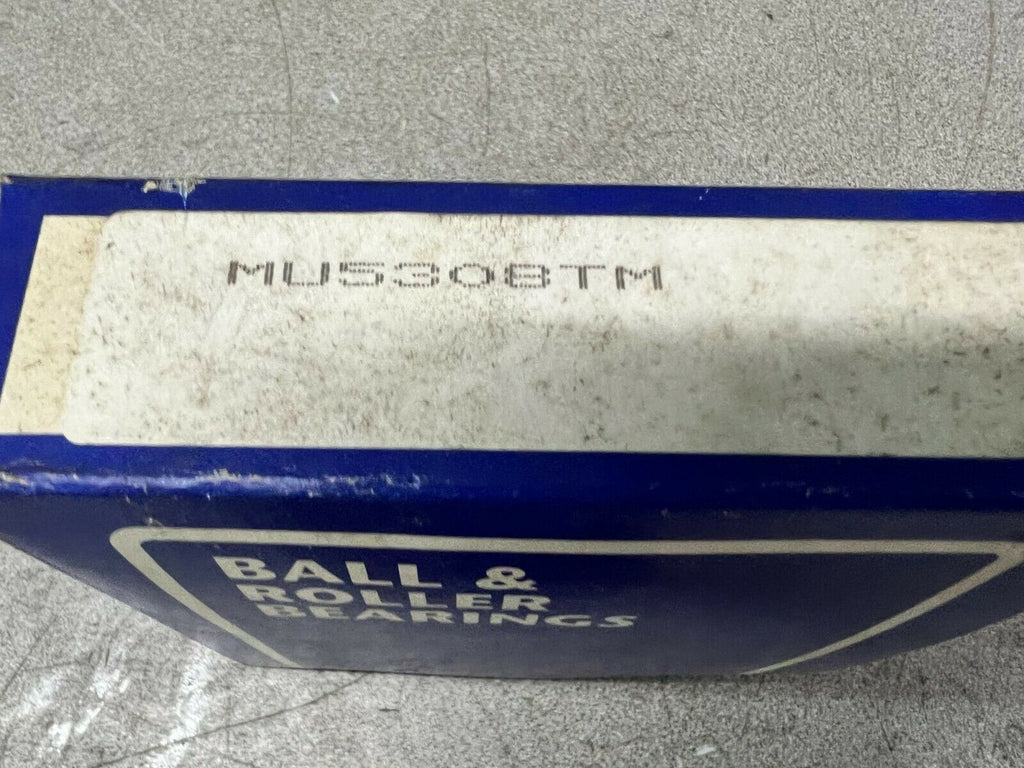 MU5308TM
BALL &
ROLLER
BEARINGS